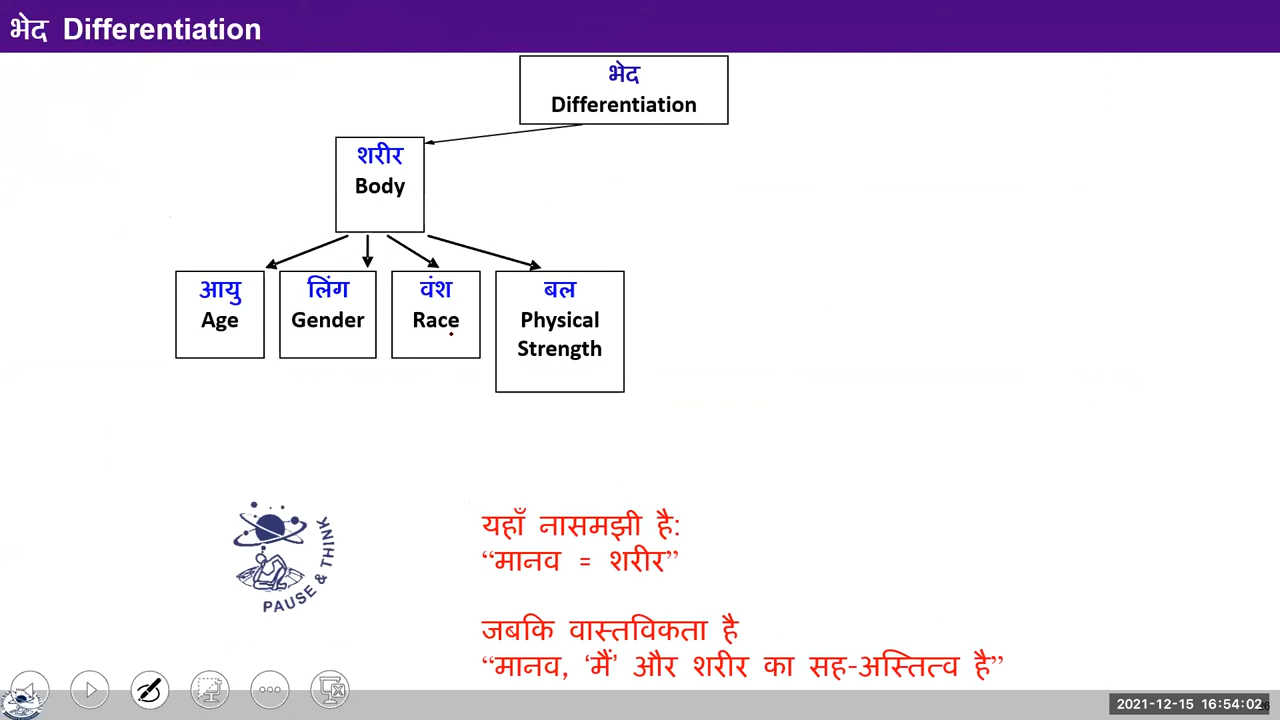 भेद Differentiation
भेद
Differentiation
शरीर
Body
आयु
Age
लिंग
Gender
वंश
Race
बल
Physical
Strength
PAUSE & THINK
यहाँ नासमझी है:
“मानव = शरीर”
जबकि वास्तविकता है
“मानव, ‘मैं’ और शरीर का सह-अस्तित्व है”
2021-12-15 16:54:02